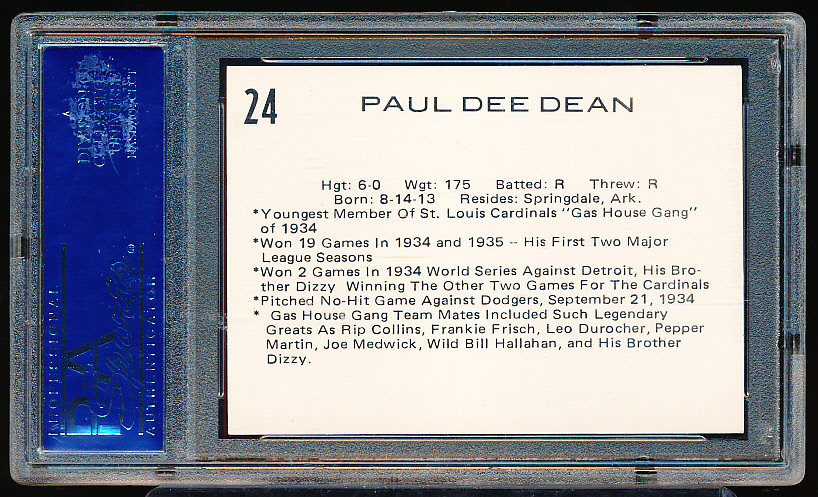 24
PAUL DEE DEAN
Hgt: 6-0 Wgt: 175 Batted: R Threw: R
Born: 8-14-13 Resides: Springdale, Ark.
*Youngest Member Of St. Louis Cardinals "Gas House Gang"
of 1934
*Won 19 Games In 1934 and 1935 -- His First Two Major
League Seasons
*Won 2 Games In 1934 World Series Against Detroit, His Bro-
ther Dizzy Winning The Other Two Games For The Cardinals
*Pitched No-Hit Game Against Dodgers, September 21, 1934
* Gas House Gang Team Mates Included Such Legendary
Greats As Rip Collins, Frankie Frisch, Leo Durocher, Pepper
Martin, Joe Medwick, Wild Bill Hallahan, and His Brother
Dizzy.
PROFESSIONAL
PSA
Sports
AUTHENTICATOR